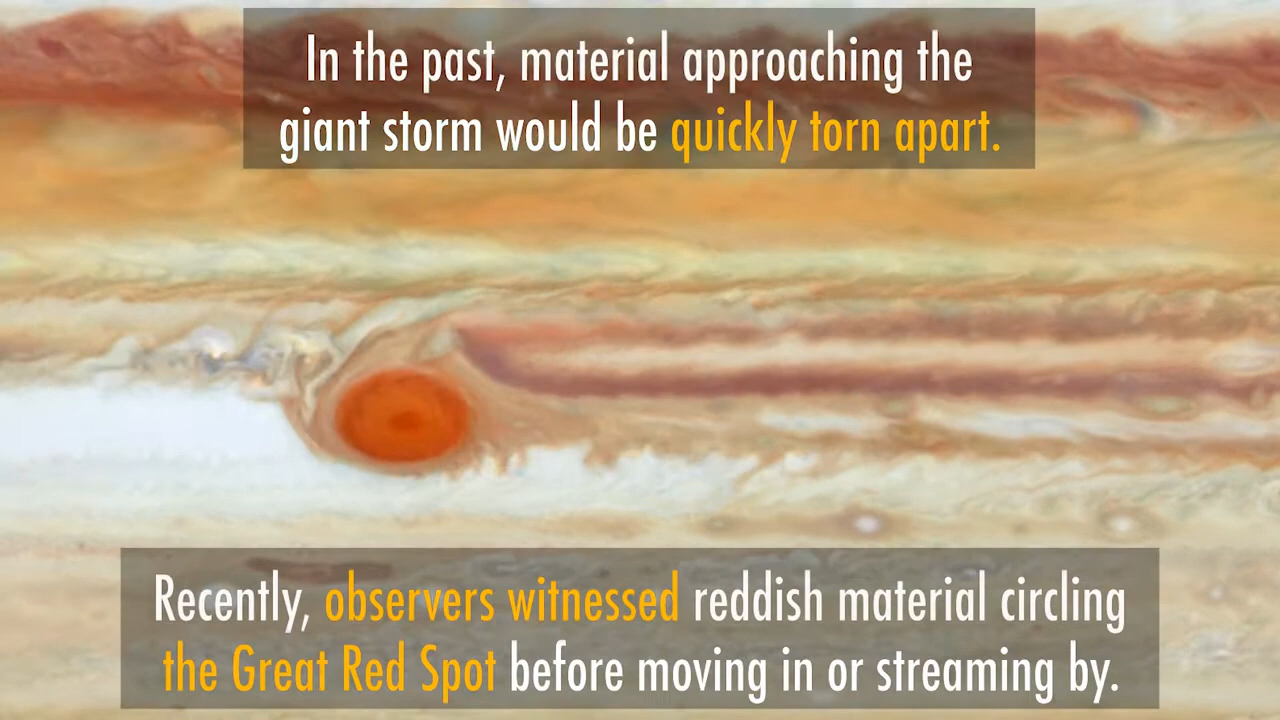 In the past, material approaching the
giant storm would be quickly torn apart.
Recently, observers witnessed reddish material circling
the Great Red Spot before moving in or streaming by.